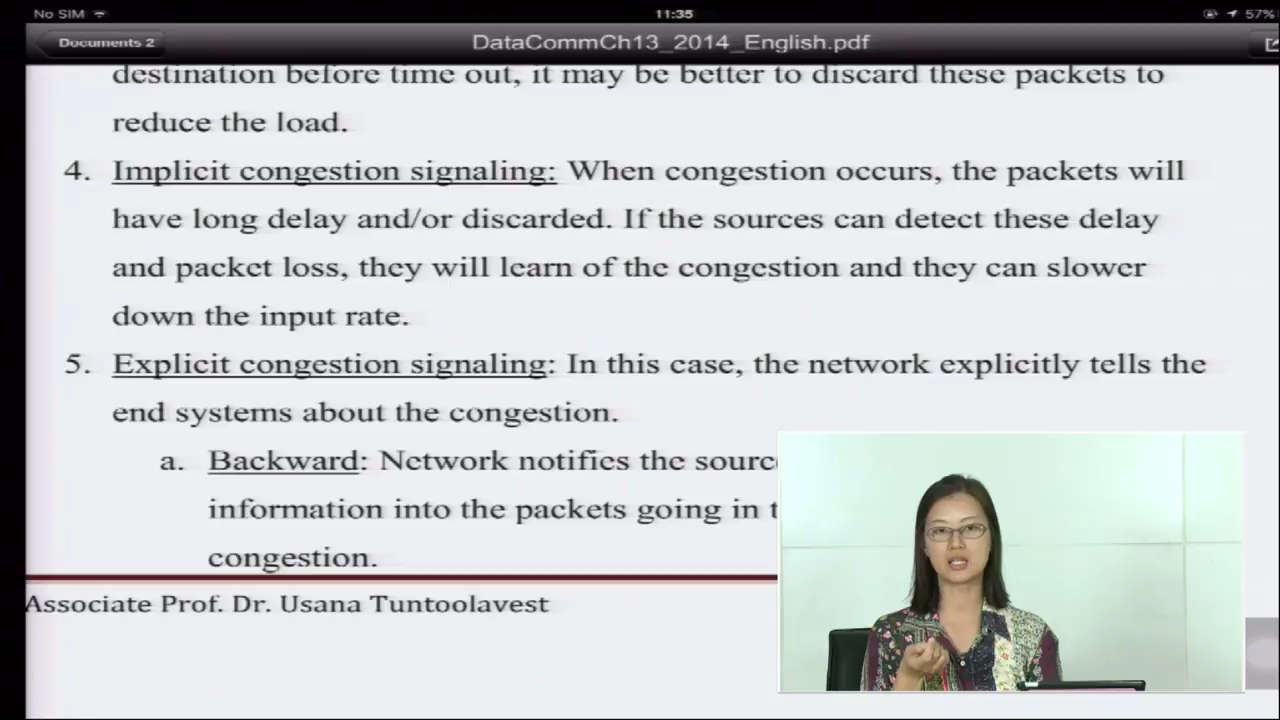 No SIM 11:35 57%
Documents 2 DataCommCh13_2014_English.pdf
destination before time out, it may be better to discard these packets to
reduce the load.
4. Implicit congestion signaling: When congestion occurs, the packets will
have long delay and/or discarded. If the sources can detect these delay
and packet loss, they will learn of the congestion and they can slower
down the input rate.
5. Explicit congestion signaling: In this case, the network explicitly tells the
end systems about the congestion.
a. Backward: Network notifies the sourc
information into the packets going in t
congestion.
Associate Prof. Dr. Usana Tuntoolavest